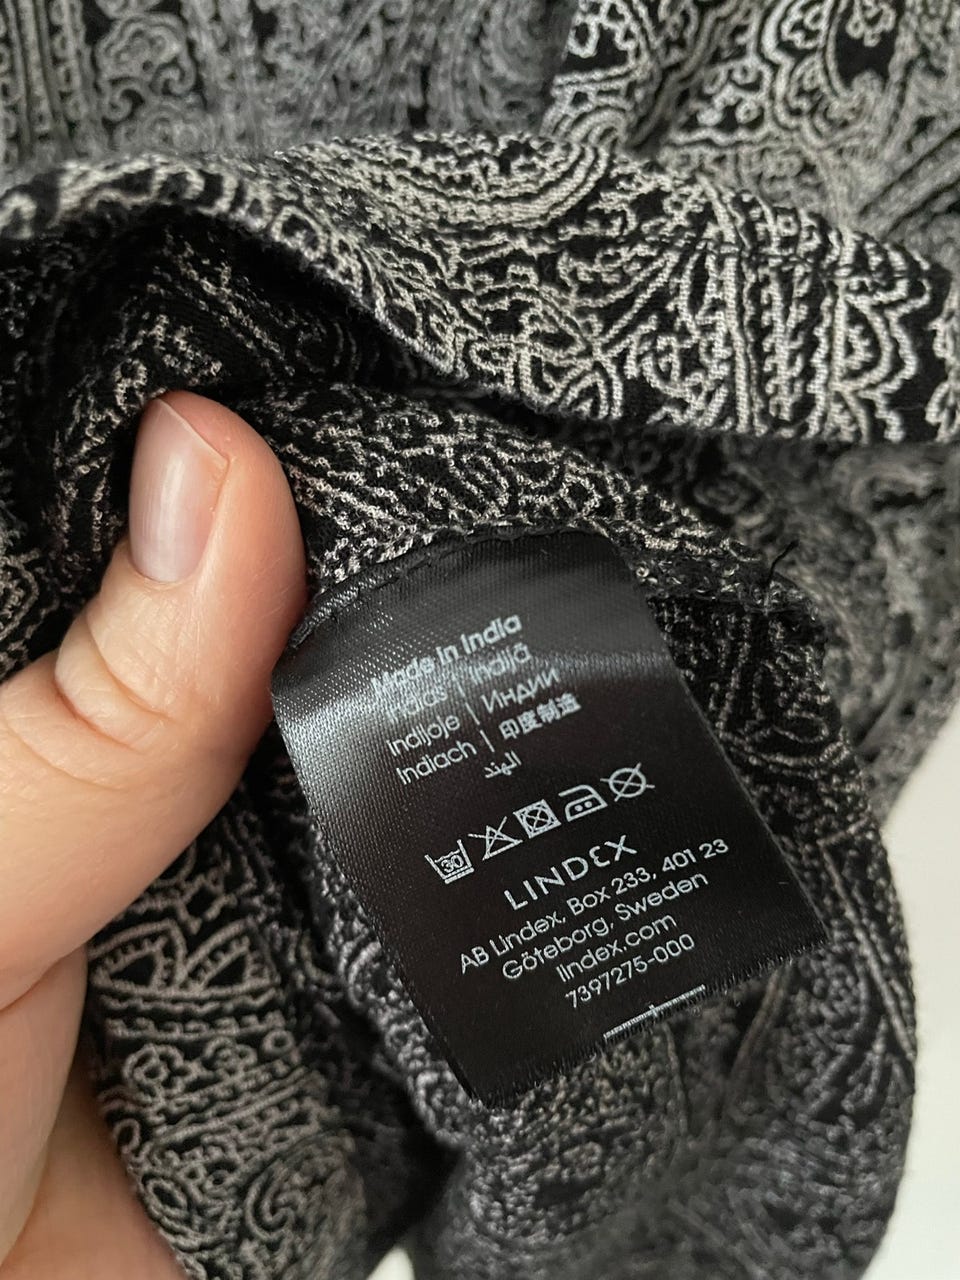 Made in India
Indias | Indijā
Indijoje | Индии
Indiach | 印度制造
الهند
30
LINDEX
AB Lindex, Box 233, 401 23
Göteborg, Sweden
lindex.com
7397275-000